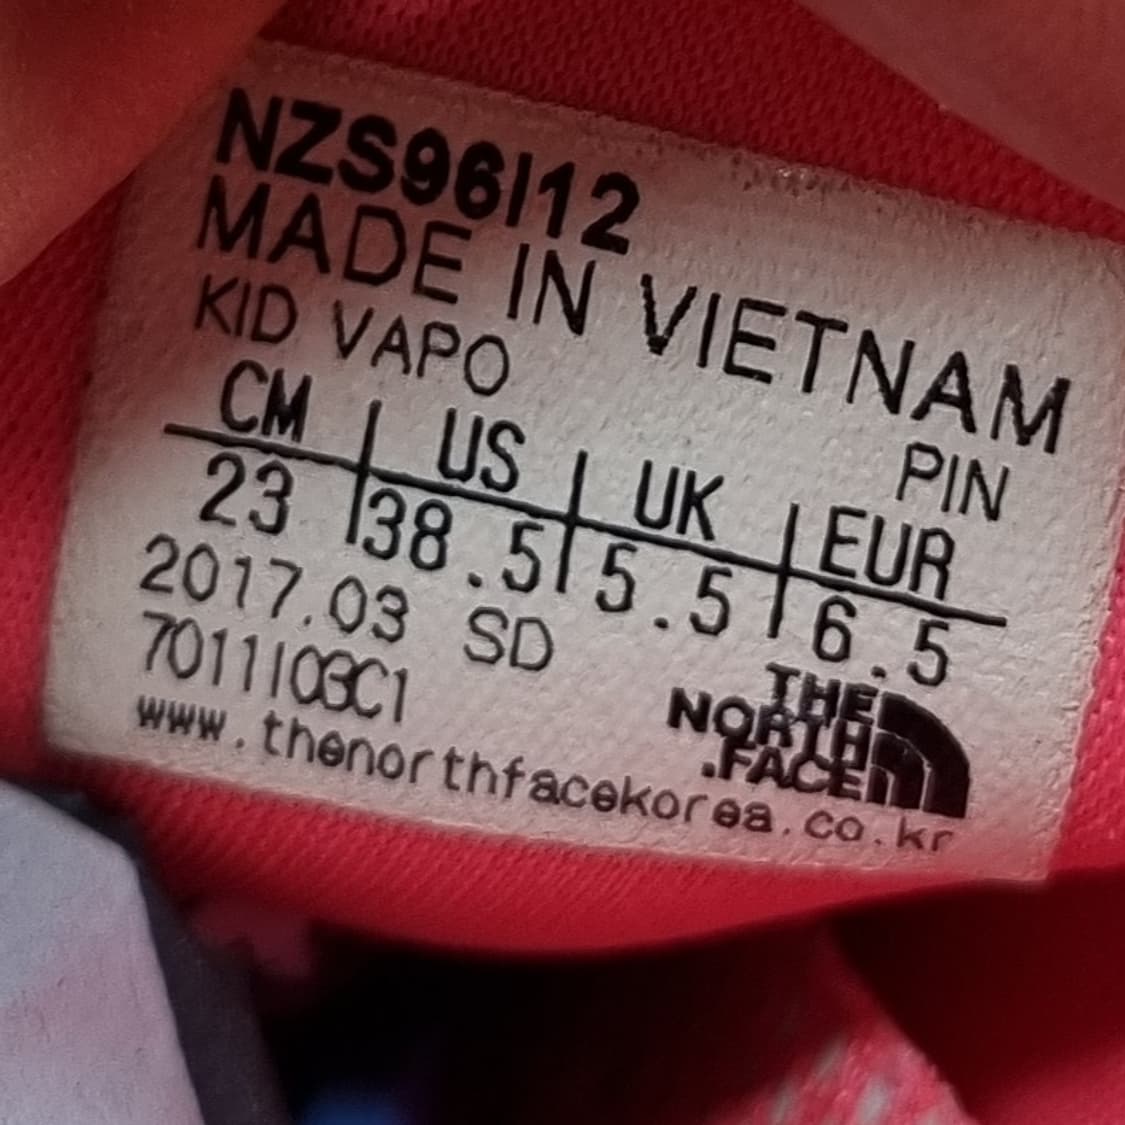 NZS96I12
MADE IN VIETNAM
KID VAPO PIN
CM US UK EUR
23 38.5 5.5 6.5
2017.03 SD
THE
NORTH
FACE
www.thenorthfacekorea.co.kr